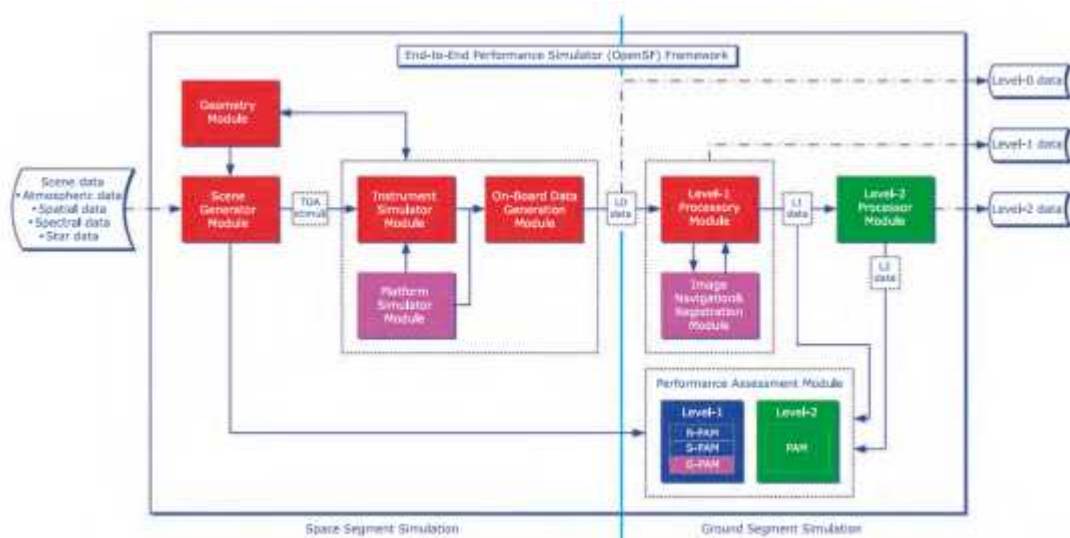 End-to-End Performance Simulator (OpenSF) Framework
Level-0 data
Geometry
Module
Level-1 data
Scene data
• Atmospheric data
• Spatial data
• Spectral data
• Star data
Scene
Generator
Module
TOA
stimuli
Instrument
Simulator
Module
On-Board Data
Generation
Module
L0
data
Level-1
Processory
Module
L1
data
Level-2
Processor
Module
Level-2 data
L2
data
Platform
Simulator
Module
Image
Navigation&
Registration
Module
Performance Assessment Module
Level-1
R-PAM
S-PAM
G-PAM
Level-2
PAM
Space Segment Simulation
Ground Segment Simulation